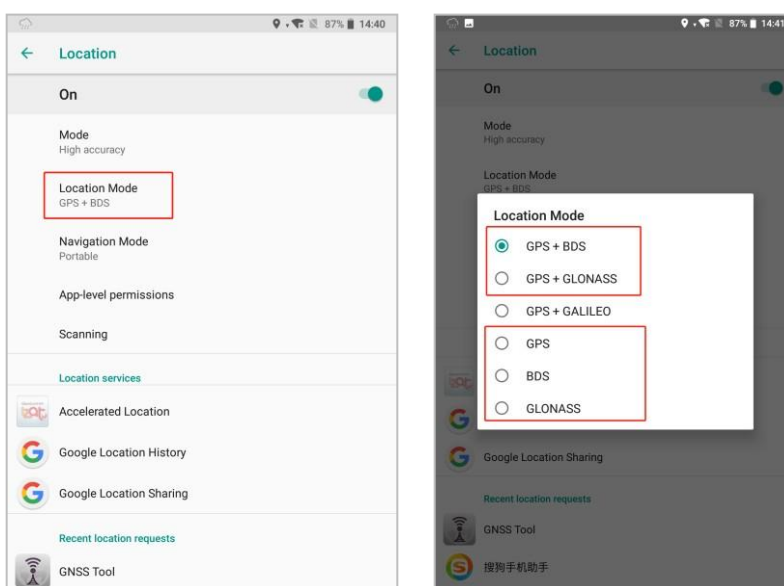 87% 14:40
Location
On
Mode
High accuracy
Location Mode
GPS + BDS
Navigation Mode
Portable
App-level permissions
Scanning
Location services
Accelerated Location
Google Location History
Google Location Sharing
Recent location requests
GNSS Tool
87% 14:41
Location
On
Mode
High accuracy
Location Mode
GPS + BDS
Location Mode
GPS + BDS
GPS + GLONASS
GPS + GALILEO
GPS
BDS
GLONASS
Google Location Sharing
Recent location requests
GNSS Tool
搜狗手机助手